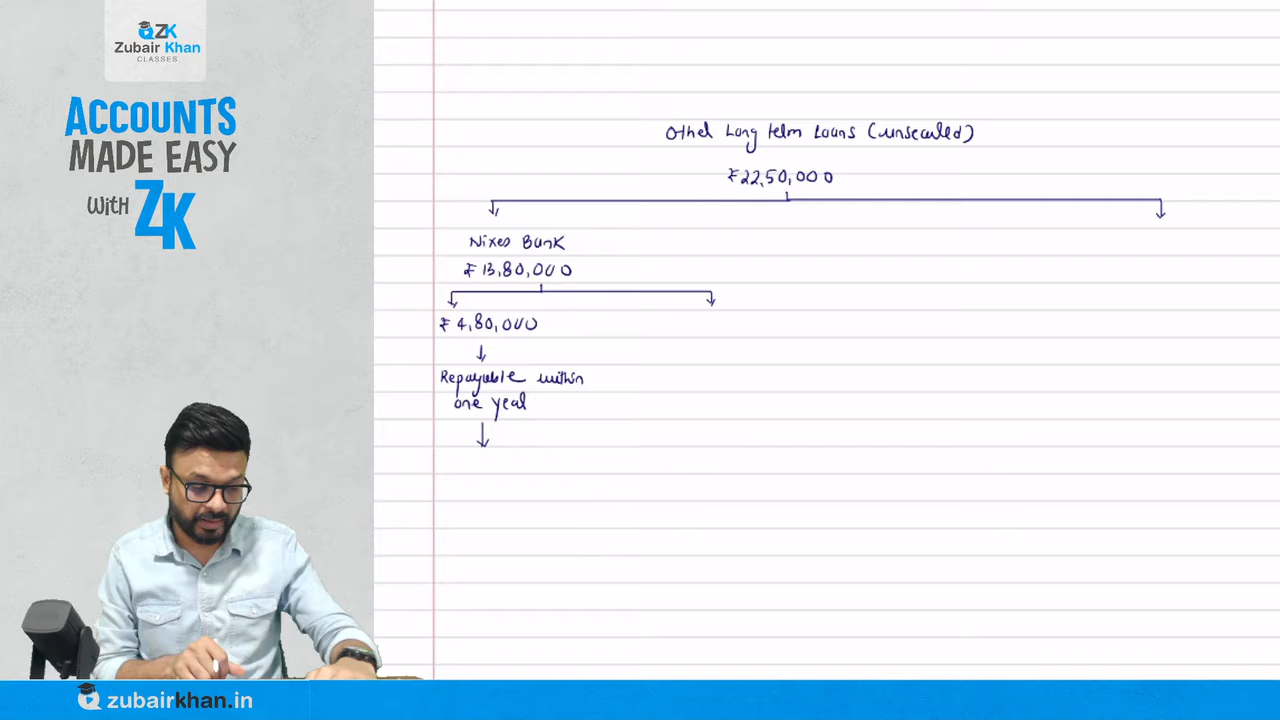 ZK
Zubair Khan
CLASSES
ACCOUNTS
MADE EASY
WITH ZK
Other Long term Loans (unsecured)
₹22,50,000
Nixes Bank
₹13,80,000
₹4,80,000
Repayable within
one year
zubairkhan.in